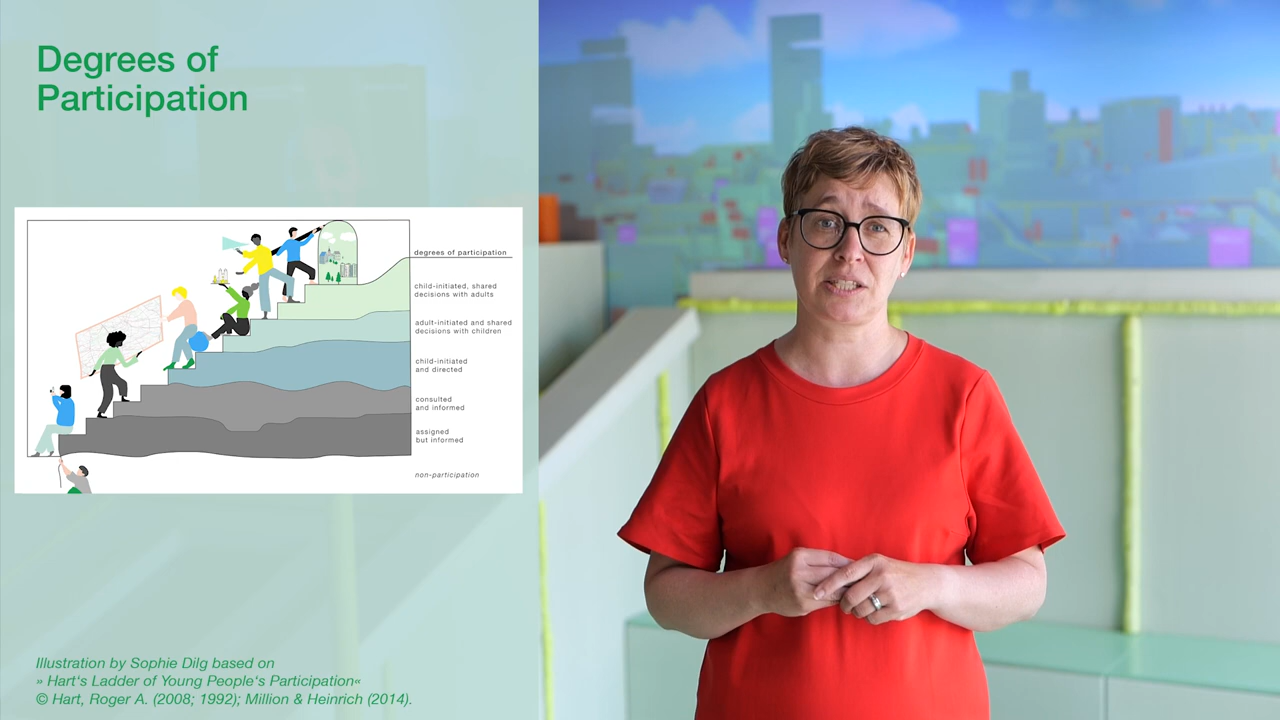 Degrees of
Participation
degrees of participation
child-initiated, shared
decisions with adults
adult-initiated and shared
decisions with children
child-initiated
and directed
consulted
and informed
assigned
but informed
non-participation
Illustration by Sophie Dilg based on
» Hart‘s Ladder of Young People‘s Participation«
© Hart, Roger A. (2008; 1992); Million & Heinrich (2014).